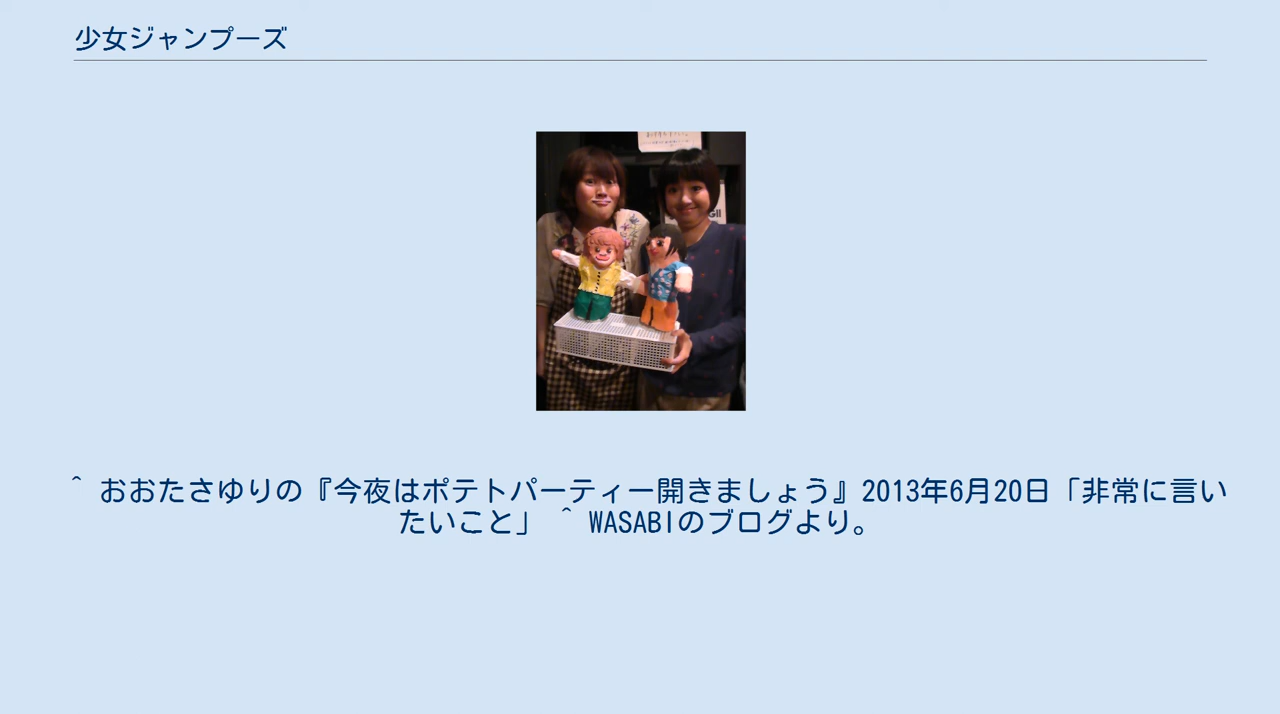 少女ジャンプーズ
^ おおたさゆりの『今夜はポテトパーティー開きましょう』2013年6月20日「非常に言い
たいこと」 ^ WASABIのブログより。